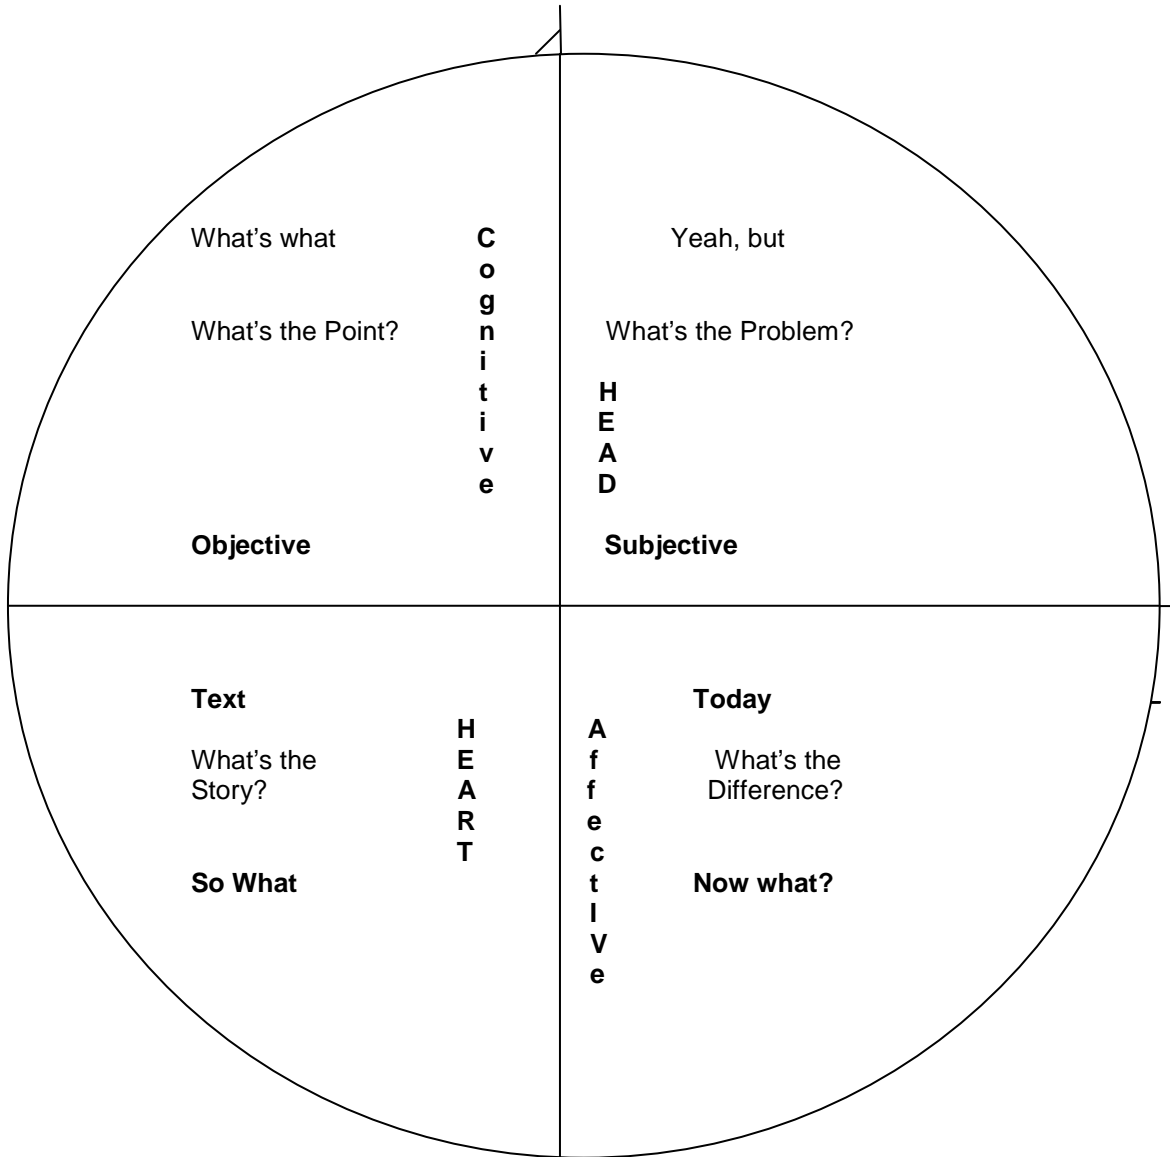 What's what
What's the Point?
Cognitive
Objective
Yeah, but
What's the Problem?
HEAD
Subjective
Text
What's the
Story?
HEART
So What
Today
AffectIVe
What's the
Difference?
Now what?